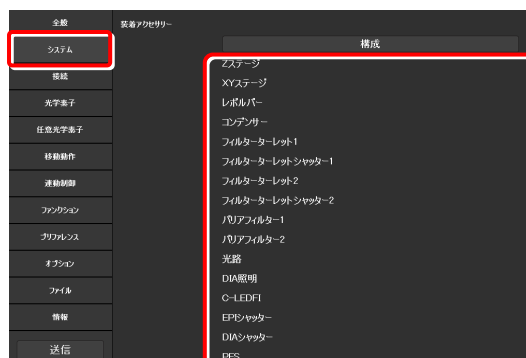 全般
システム
接続
光学素子
任意光学素子
移動動作
連動制御
ファンクション
プリファレンス
オプション
ファイル
情報
送信
装着アクセサリー
構成
Zステージ
XYステージ
レボルバー
コンデンサー
フィルターターレット1
フィルターターレットシャッター1
フィルターターレット2
フィルターターレットシャッター2
バリアフィルター1
バリアフィルター2
光路
DIA照明
C-LEDFI
EPIシャッター
DIAシャッター
PFS